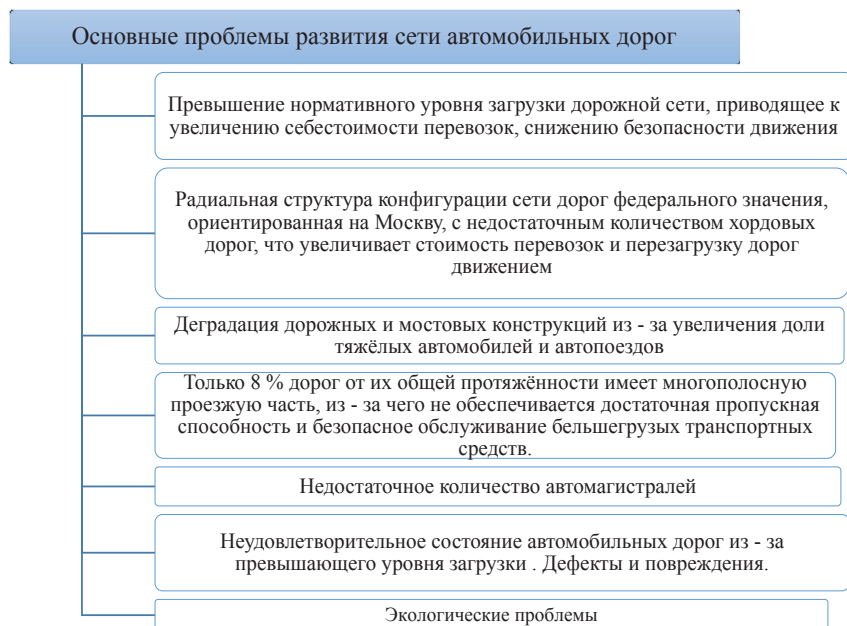 Основные проблемы развития сети автомобильных дорог
Превышение нормативного уровня загрузки дорожной сети, приводящее к
увеличению себестоимости перевозок, снижению безопасности движения
Радиальная структура конфигурации сети дорог федерального значения,
ориентированная на Москву, с недостаточным количеством хордовых
дорог, что увеличивает стоимость перевозок и перезагрузку дорог
движением
Деградация дорожных и мостовых конструкций из - за увеличения доли
тяжёлых автомобилей и автопоездов
Только 8 % дорог от их общей протяжённости имеет многополосную
проезжую часть, из - за чего не обеспечивается достаточная пропускная
способность и безопасное обслуживание бельшегрузых транспортных
средств.
Недостаточное количество автомагистралей
Неудовлетворительное состояние автомобильных дорог из - за
превышающего уровня загрузки . Дефекты и повреждения.
Экологические проблемы